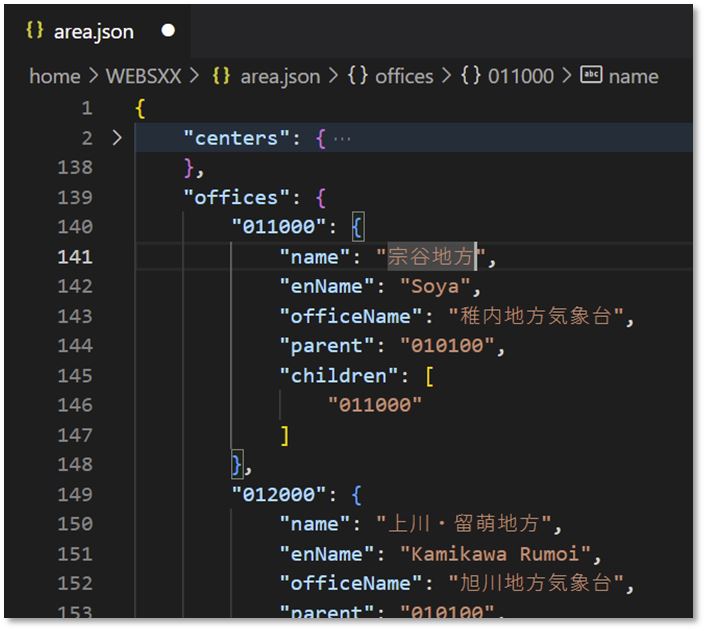 {} area.json ●
home > WEBSXX > {} area.json > {} offices > {} 011000 > abc name
1 {
2 > "centers": { ···
138 },
139 "offices": {
140 "011000": {
141 "name": "宗谷地方",
142 "enName": "Soya",
143 "officeName": "稚内地方気象台",
144 "parent": "010100",
145 "children": [
146 "011000"
147 ]
148 },
149 "012000": {
150 "name": "上川・留萌地方",
151 "enName": "Kamikawa Rumoi",
152 "officeName": "旭川地方気象台",
153 "parent": "010100",